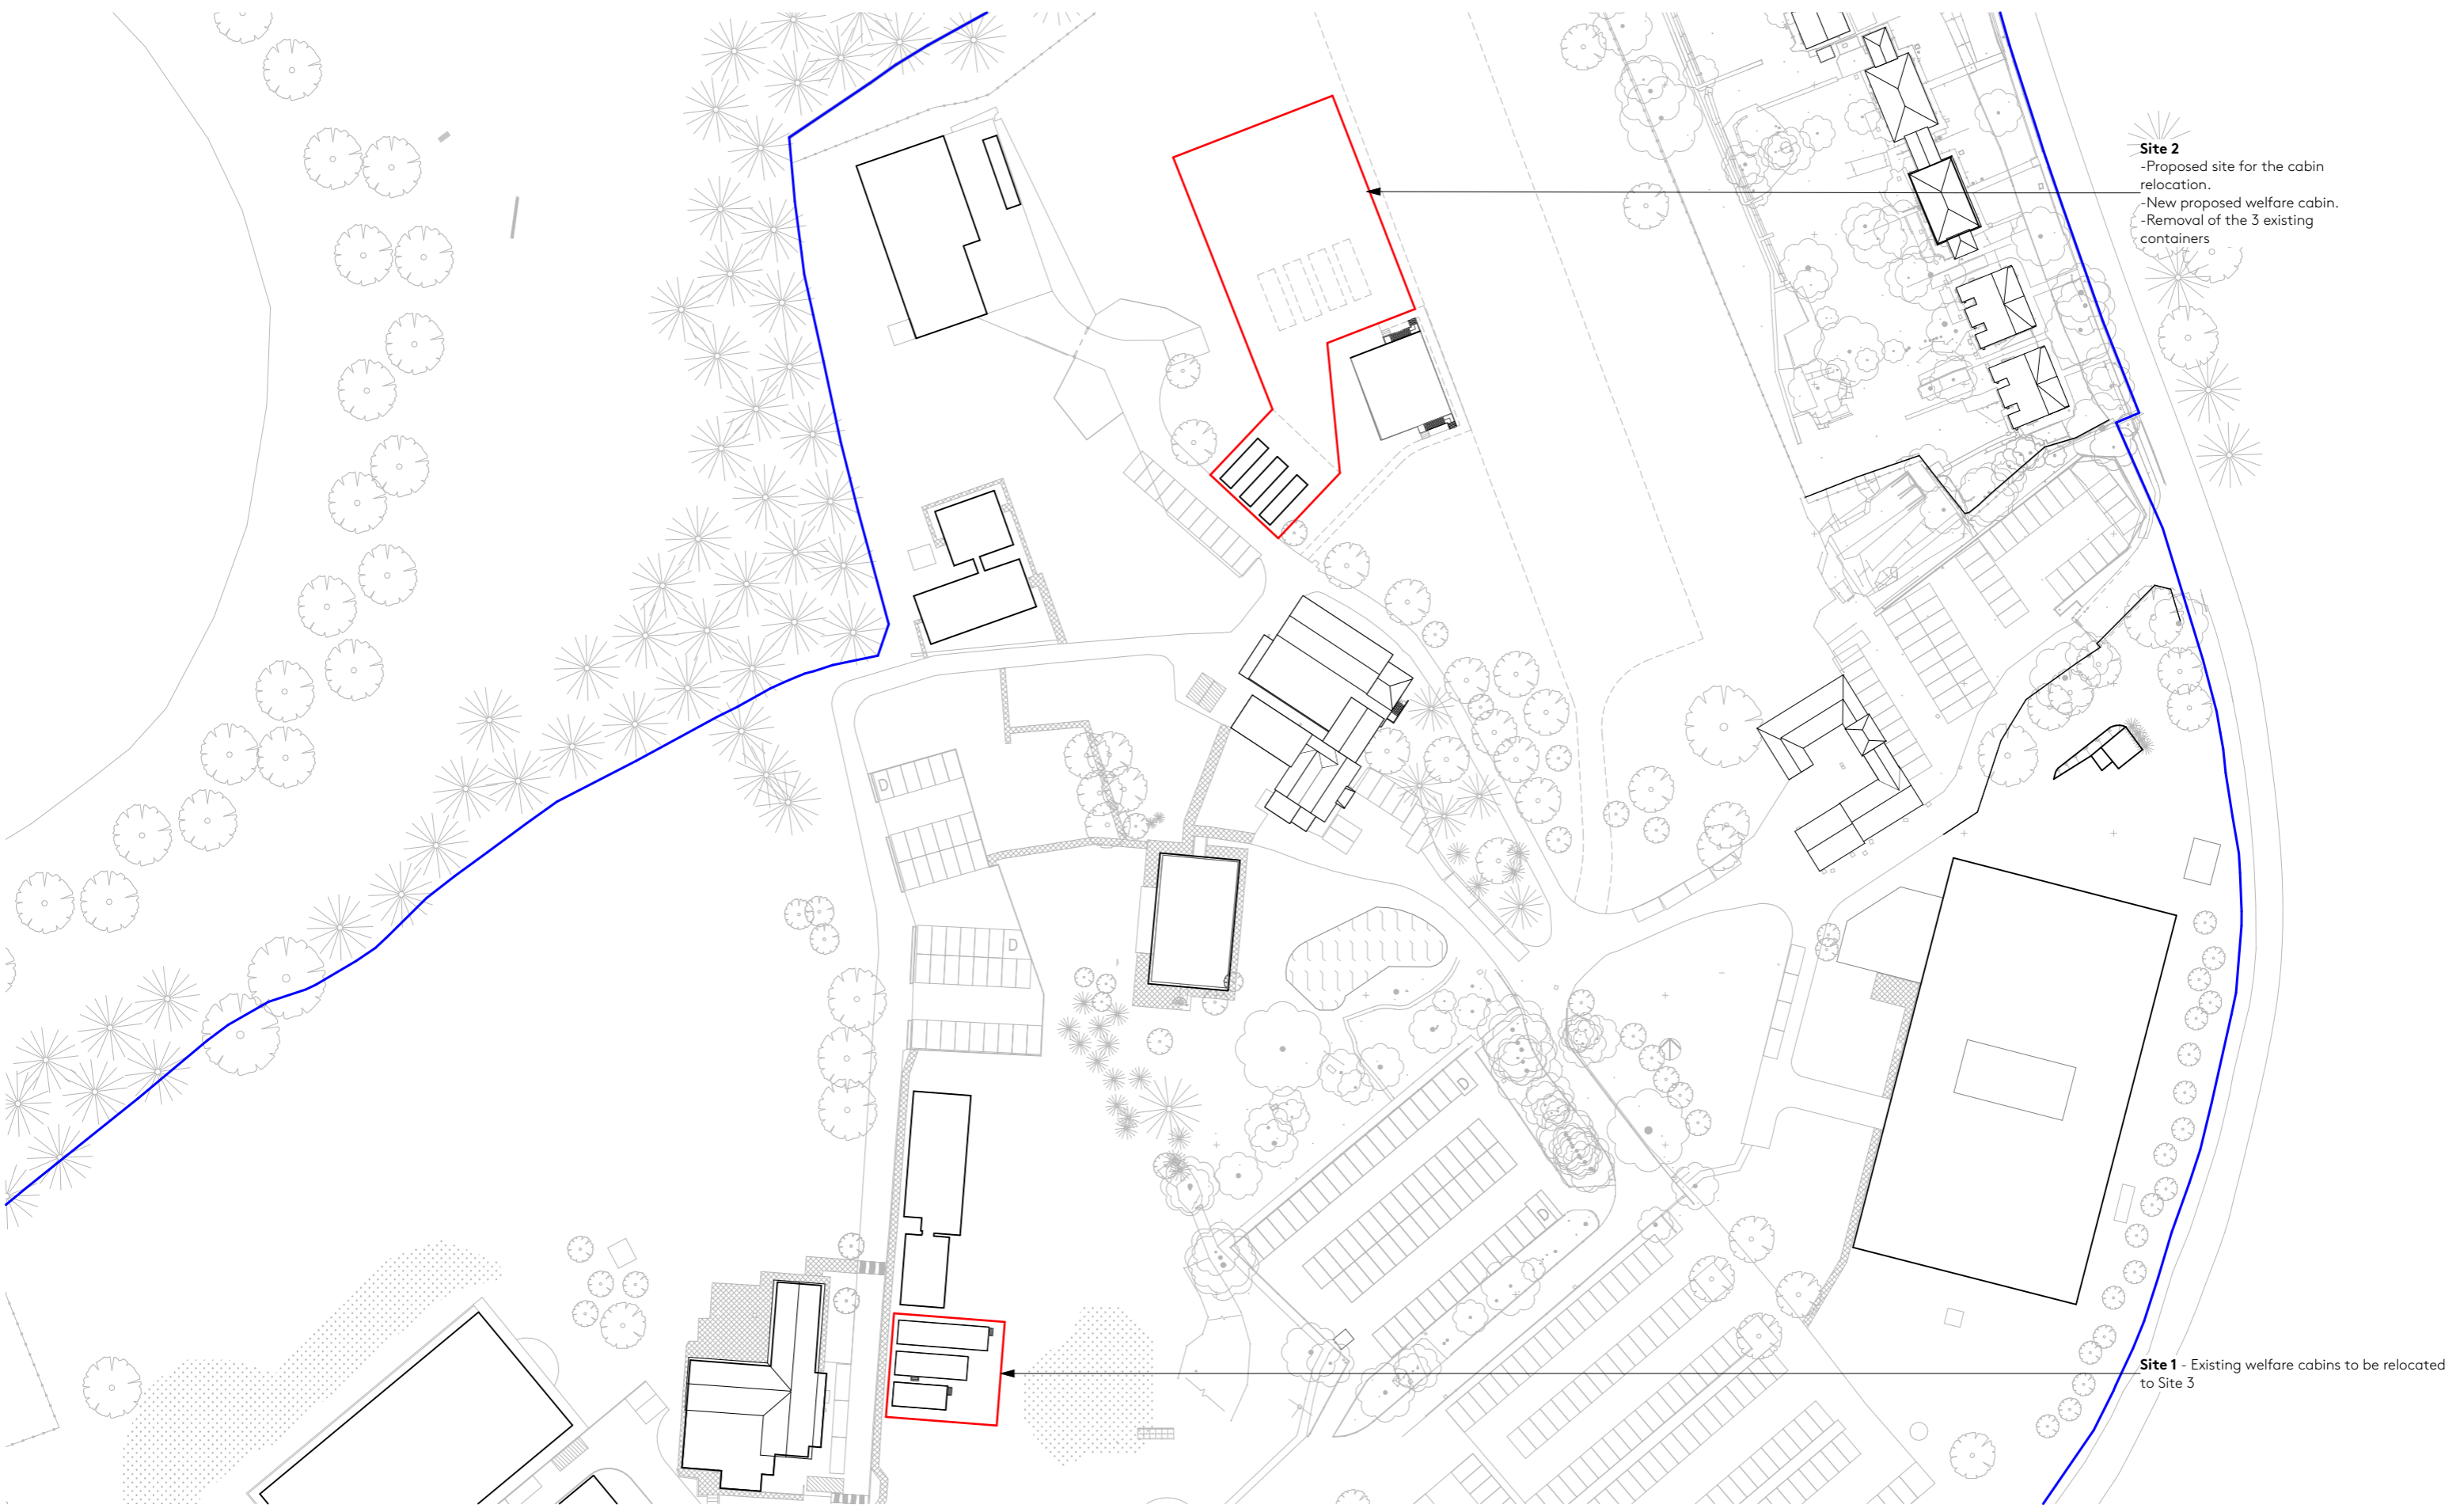 Site 2
-Proposed site for the cabin
relocation.
-New proposed welfare cabin.
-Removal of the 3 existing
containers
D
D
D
D
Site 1 - Existing welfare cabins to be relocated
to Site 3